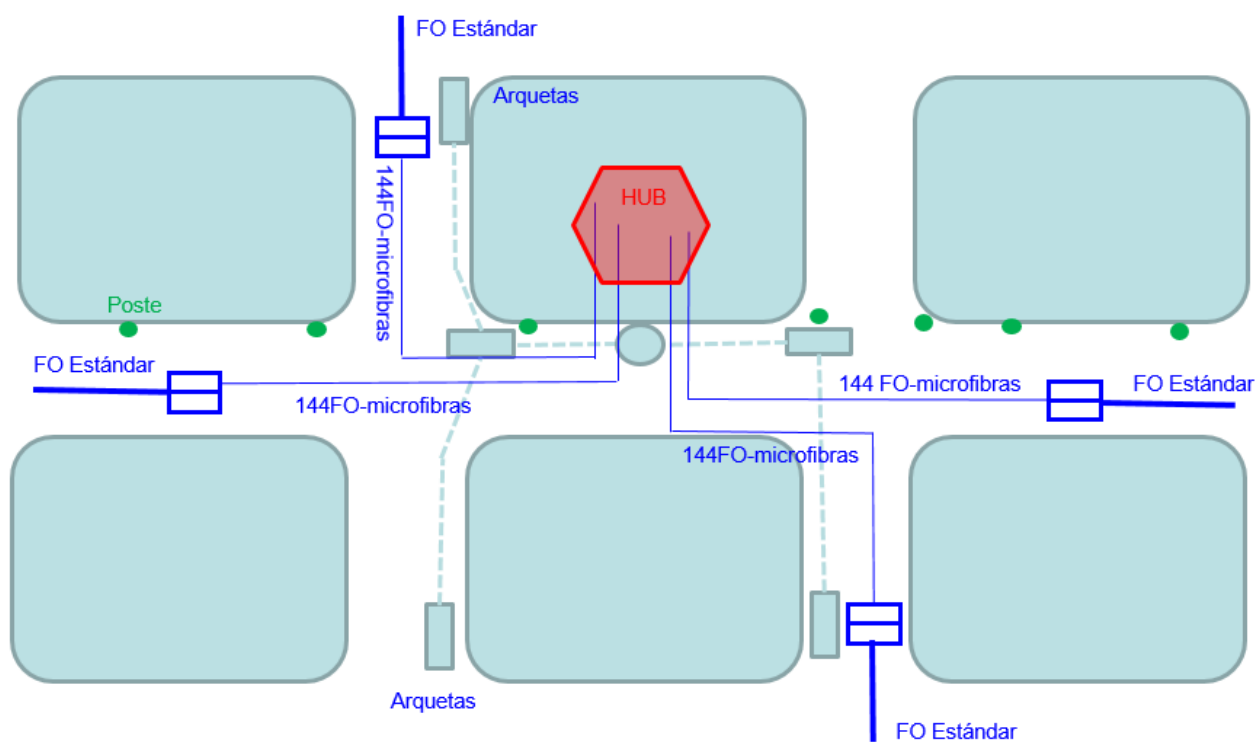 FO Estándar
Arquetas
144FO-microfibras
HUB
Poste
FO Estándar
144FO-microfibras
144 FO-microfibras
FO Estándar
144FO-microfibras
Arquetas
FO Estándar